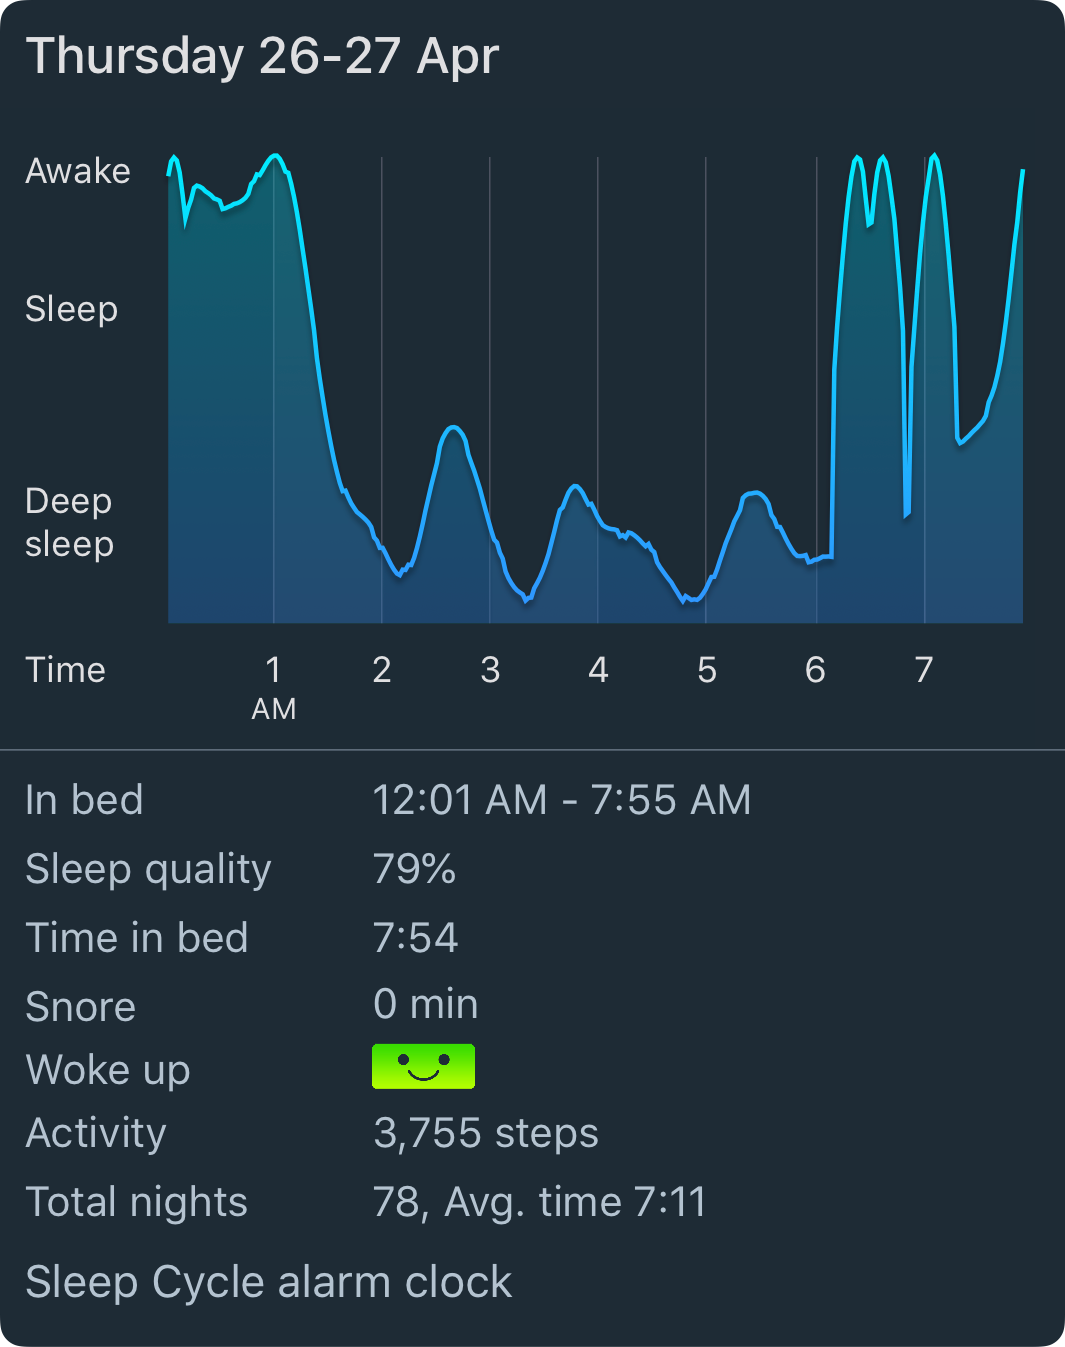 Thursday 26-27 Apr
Awake
Sleep
Deep
sleep
Time 1 2 3 4 5 6 7
AM
In bed 12:01 AM - 7:55 AM
Sleep quality 79%
Time in bed 7:54
Snore 0 min
Woke up
Activity 3,755 steps
Total nights 78, Avg. time 7:11
Sleep Cycle alarm clock